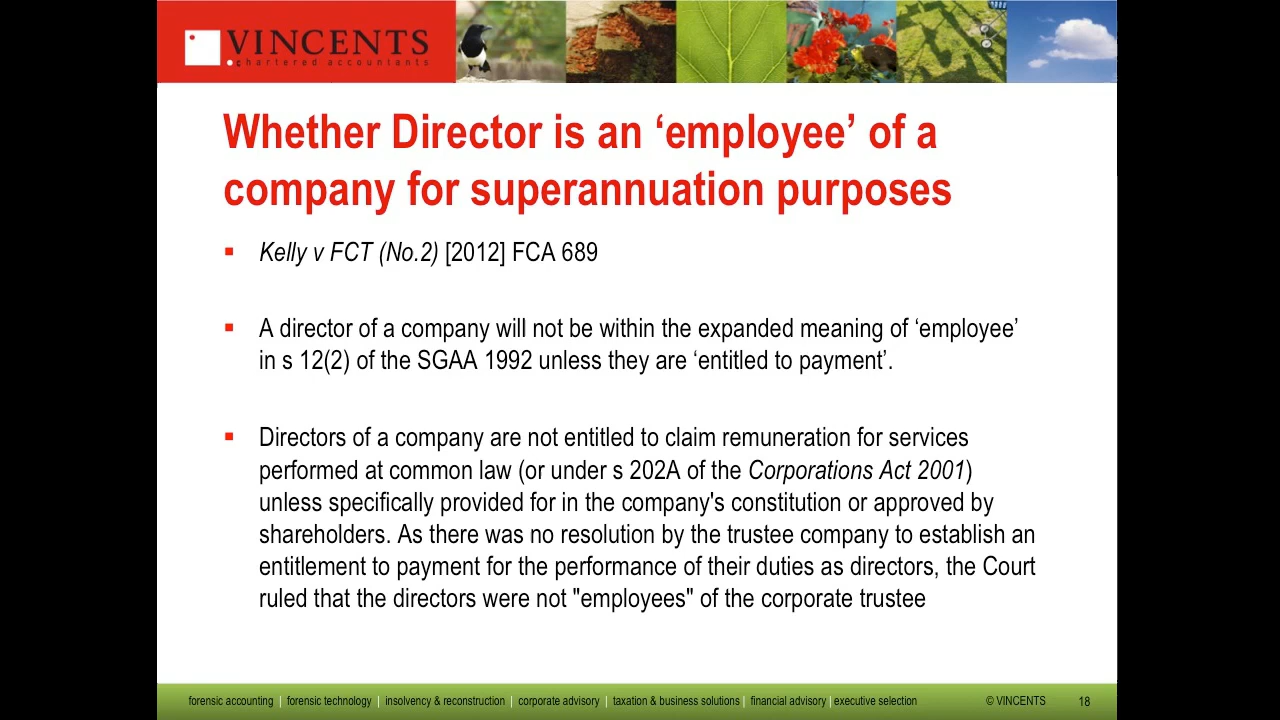 VINCENTS
chartered accountants
Whether Director is an ‘employee’ of a
company for superannuation purposes
▪ Kelly v FCT (No.2) [2012] FCA 689
▪ A director of a company will not be within the expanded meaning of ‘employee’
in s 12(2) of the SGAA 1992 unless they are ‘entitled to payment’.
▪ Directors of a company are not entitled to claim remuneration for services
performed at common law (or under s 202A of the Corporations Act 2001)
unless specifically provided for in the company's constitution or approved by
shareholders. As there was no resolution by the trustee company to establish an
entitlement to payment for the performance of their duties as directors, the Court
ruled that the directors were not "employees" of the corporate trustee
forensic accounting | forensic technology | insolvency & reconstruction | corporate advisory | taxation & business solutions | financial advisory | executive selection © VINCENTS 18